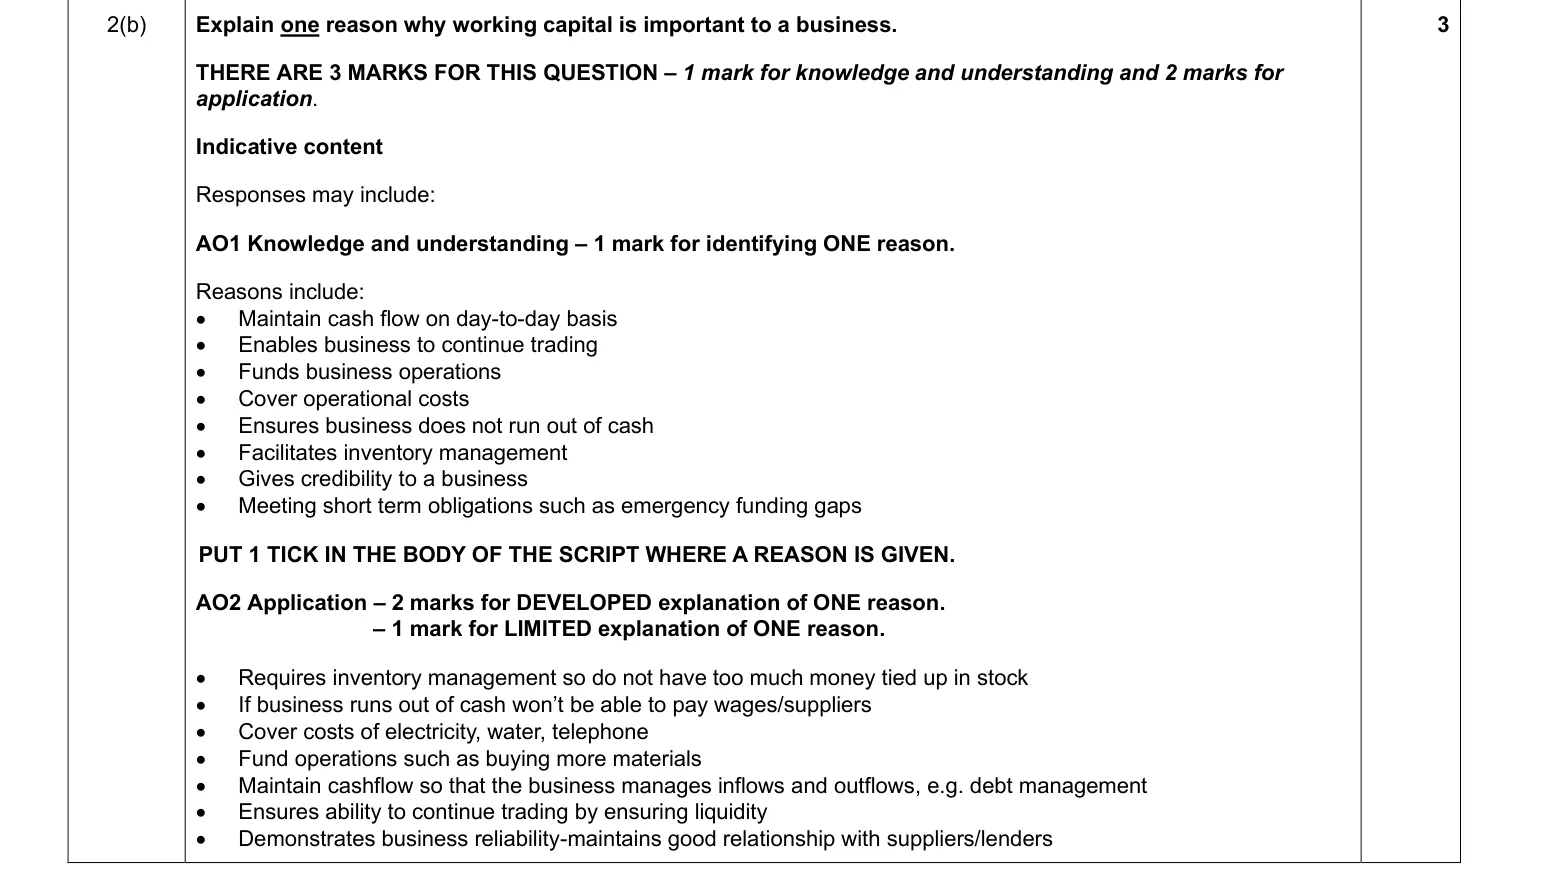 2(b) Explain one reason why working capital is important to a business. 3
THERE ARE 3 MARKS FOR THIS QUESTION – 1 mark for knowledge and understanding and 2 marks for
application.
Indicative content
Responses may include:
AO1 Knowledge and understanding – 1 mark for identifying ONE reason.
Reasons include:
• Maintain cash flow on day-to-day basis
• Enables business to continue trading
• Funds business operations
• Cover operational costs
• Ensures business does not run out of cash
• Facilitates inventory management
• Gives credibility to a business
• Meeting short term obligations such as emergency funding gaps
PUT 1 TICK IN THE BODY OF THE SCRIPT WHERE A REASON IS GIVEN.
AO2 Application – 2 marks for DEVELOPED explanation of ONE reason.
– 1 mark for LIMITED explanation of ONE reason.
• Requires inventory management so do not have too much money tied up in stock
• If business runs out of cash won’t be able to pay wages/suppliers
• Cover costs of electricity, water, telephone
• Fund operations such as buying more materials
• Maintain cashflow so that the business manages inflows and outflows, e.g. debt management
• Ensures ability to continue trading by ensuring liquidity
• Demonstrates business reliability-maintains good relationship with suppliers/lenders